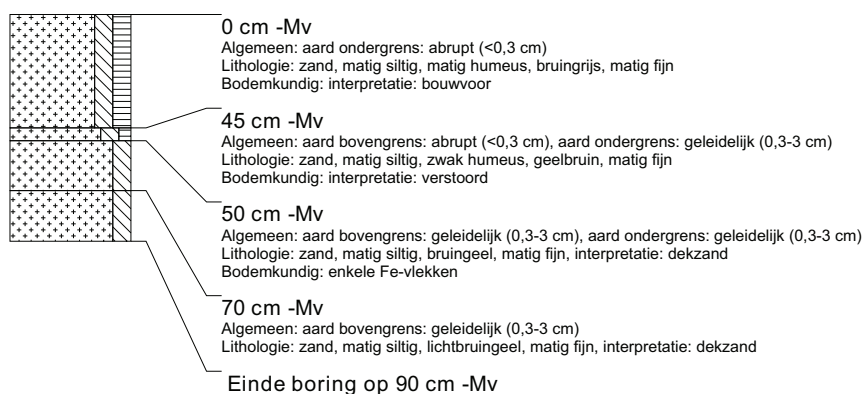 0 cm -Mv
Algemeen: aard ondergrens: abrupt (<0,3 cm)
Lithologie: zand, matig siltig, matig humeus, bruingrijs, matig fijn
Bodemkundig: interpretatie: bouwvoor
45 cm -Mv
Algemeen: aard bovengrens: abrupt (<0,3 cm), aard ondergrens: geleidelijk (0,3-3 cm)
Lithologie: zand, matig siltig, zwak humeus, geelbruin, matig fijn
Bodemkundig: interpretatie: verstoord
50 cm -Mv
Algemeen: aard bovengrens: geleidelijk (0,3-3 cm), aard ondergrens: geleidelijk (0,3-3 cm)
Lithologie: zand, matig siltig, bruingeel, matig fijn, interpretatie: dekzand
Bodemkundig: enkele Fe-vlekken
70 cm -Mv
Algemeen: aard bovengrens: geleidelijk (0,3-3 cm)
Lithologie: zand, matig siltig, lichtbruingeel, matig fijn, interpretatie: dekzand
Einde boring op 90 cm -Mv